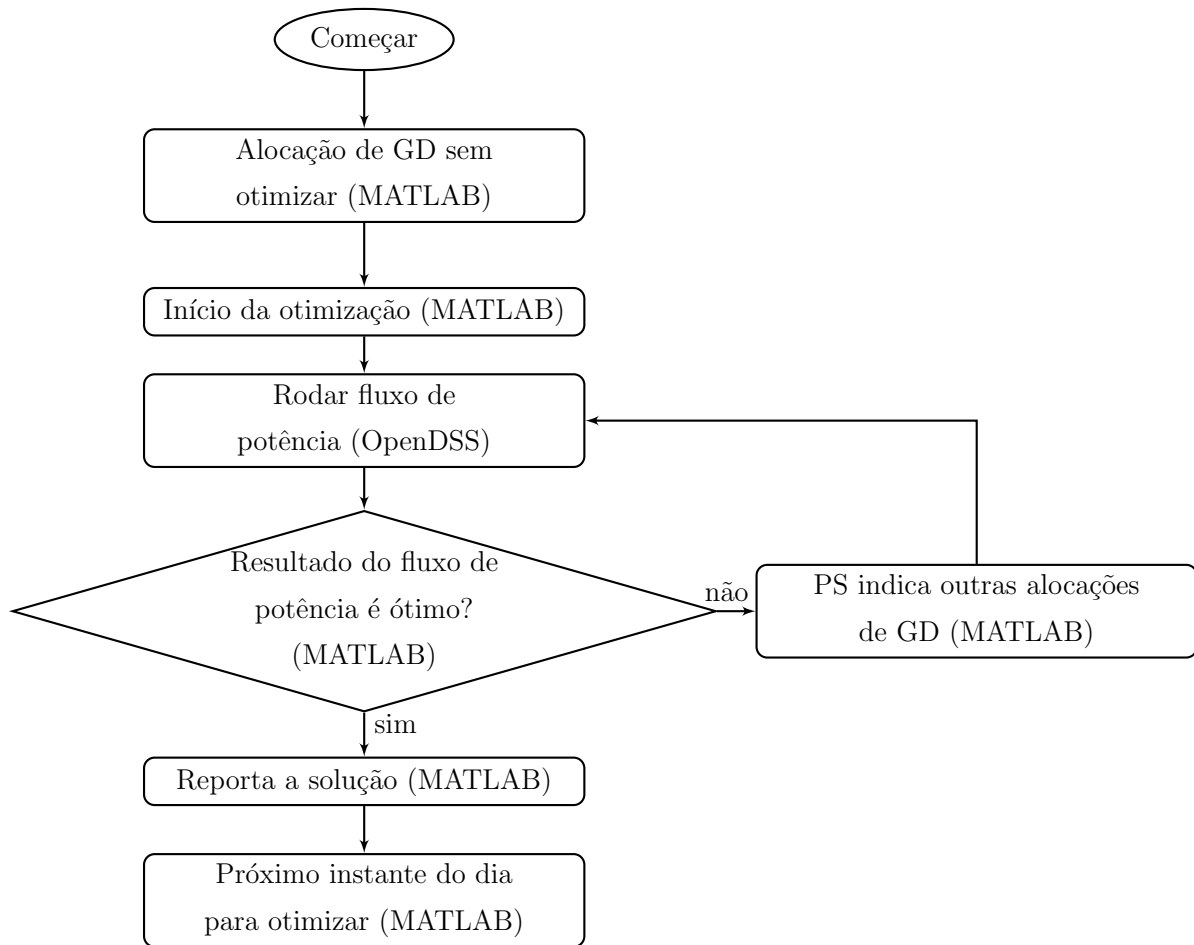 Começar
Alocação de GD sem
otimizar (MATLAB)
Início da otimização (MATLAB)
Rodar fluxo de
potência (OpenDSS)
Resultado do fluxo de
potência é ótimo?
(MATLAB)
não
PS indica outras alocações
de GD (MATLAB)
sim
Reporta a solução (MATLAB)
Próximo instante do dia
para otimizar (MATLAB)